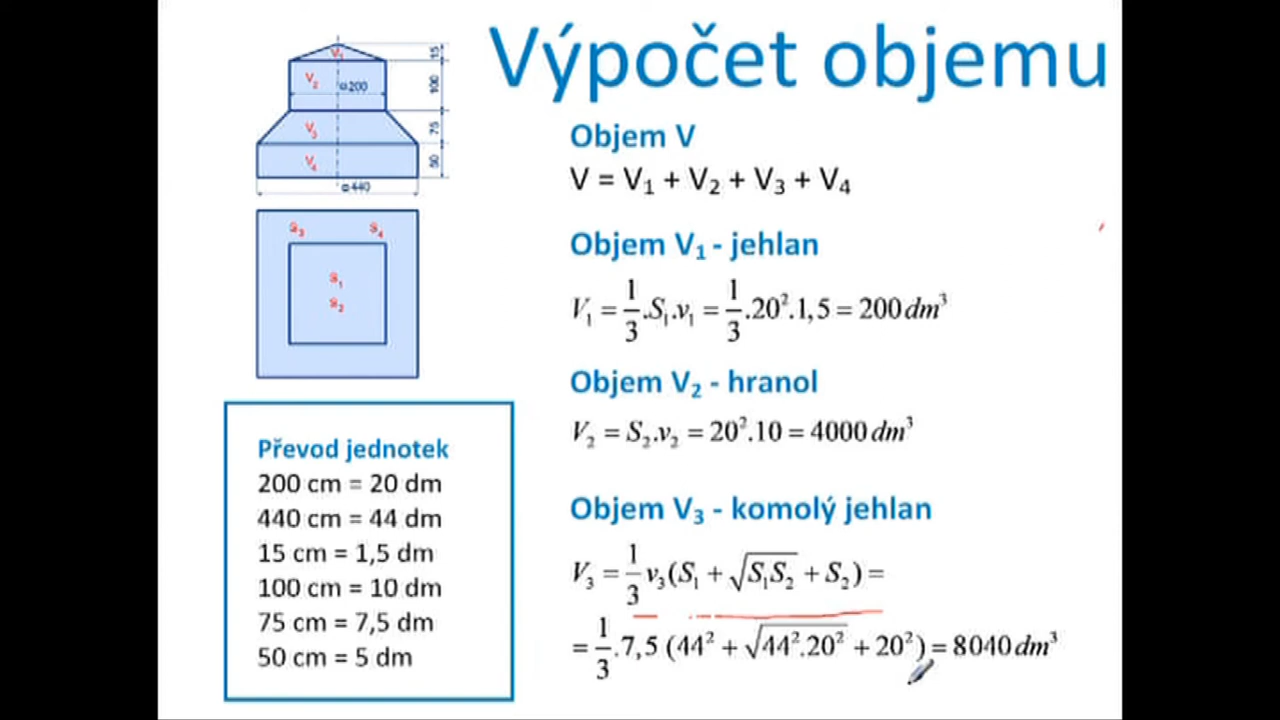 Výpočet objemu
V₁
15
V₂
⌀200
100
V₃
75
V₄
50
⌀440
S₃ S₄
S₁
S₂
Objem V
V = V₁ + V₂ + V₃ + V₄
Objem V₁ - jehlan
V₁ = 1/3 .S₁.v₁ = 1/3 .20².1,5 = 200 dm³
Objem V₂ - hranol
V₂ = S₂.v₂ = 20².10 = 4000 dm³
Objem V₃ - komolý jehlan
V₃ = 1/3 v₃(S₁ + √S₁S₂ + S₂) =
= 1/3 .7,5 (44² + √44².20² + 20²) = 8040 dm³
Převod jednotek
200 cm = 20 dm
440 cm = 44 dm
15 cm = 1,5 dm
100 cm = 10 dm
75 cm = 7,5 dm
50 cm = 5 dm